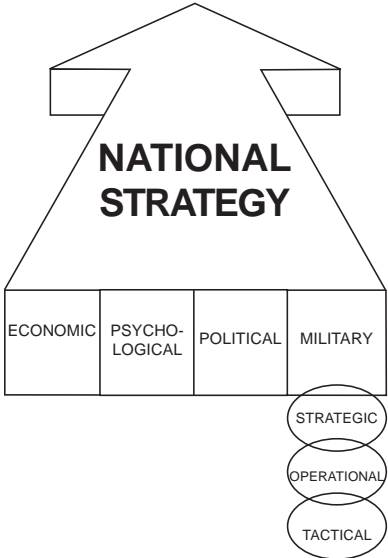 NATIONAL
STRATEGY
ECONOMIC
PSYCHO-
LOGICAL
POLITICAL
MILITARY
STRATEGIC
OPERATIONAL
TACTICAL